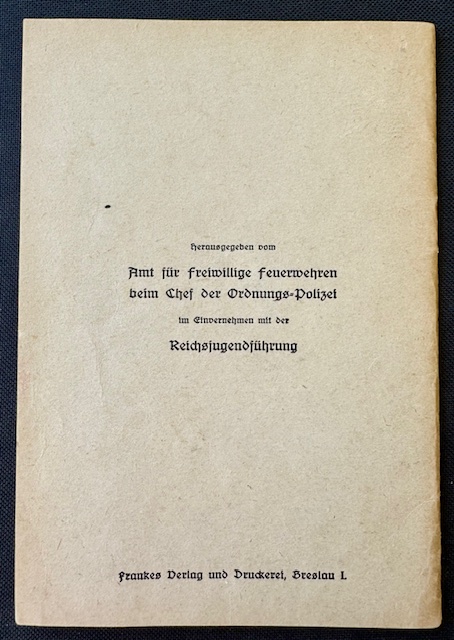 Herausgegeben vom
Amt für Freiwillige Feuerwehren
beim Chef der Ordnungs=Polizei
im Einvernehmen mit der
Reichsjugendführung
Frankes Verlag und Druckerei, Breslau I.